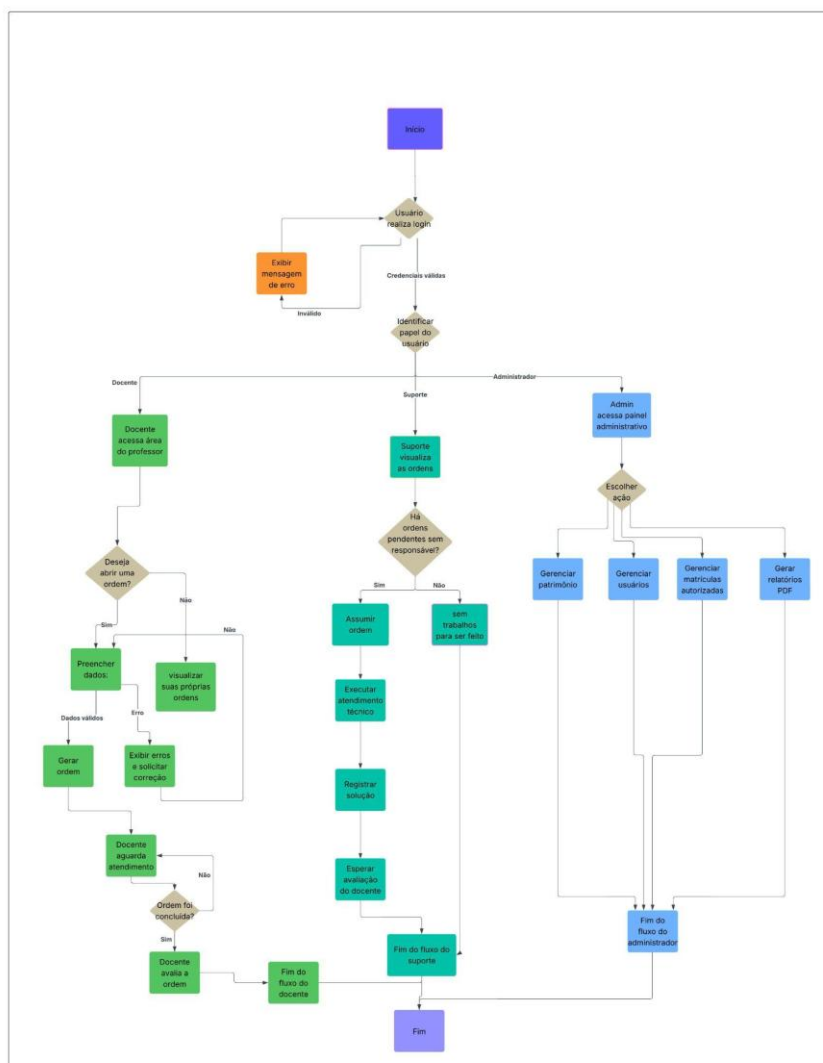 Início
Usuário
realiza login
Exibir
mensagem
de erro
Credenciais válidas
Inválido
Identificar
papel do
usuário
Docente
Administrador
Suporte
Docente
acessa área
do professor
Suporte
visualiza
as ordens
Admin
acessa painel
administrativo
Escolher
ação
Há
ordens
pendentes sem
responsável?
Deseja
abrir uma
ordem?
Gerenciar
patrimônio
Gerenciar
usuários
Gerenciar
matrículas
autorizadas
Gerar
relatórios
PDF
Sim
Não
Não
Sim
Não
Assumir
ordem
sem
trabalhos
para ser feito
Preencher
dados:
visualizar
suas próprias
ordens
Executar
atendimento
técnico
Dados válidos
Erro
Gerar
ordem
Exibir erros
e solicitar
correção
Registrar
solução
Docente
aguarda
atendimento
Não
Esperar
avaliação
do docente
Ordem foi
concluída?
Sim
Docente
avalia a
ordem
Fim do
fluxo do
docente
Fim do fluxo do
suporte
Fim do
fluxo do
administrador
Fim